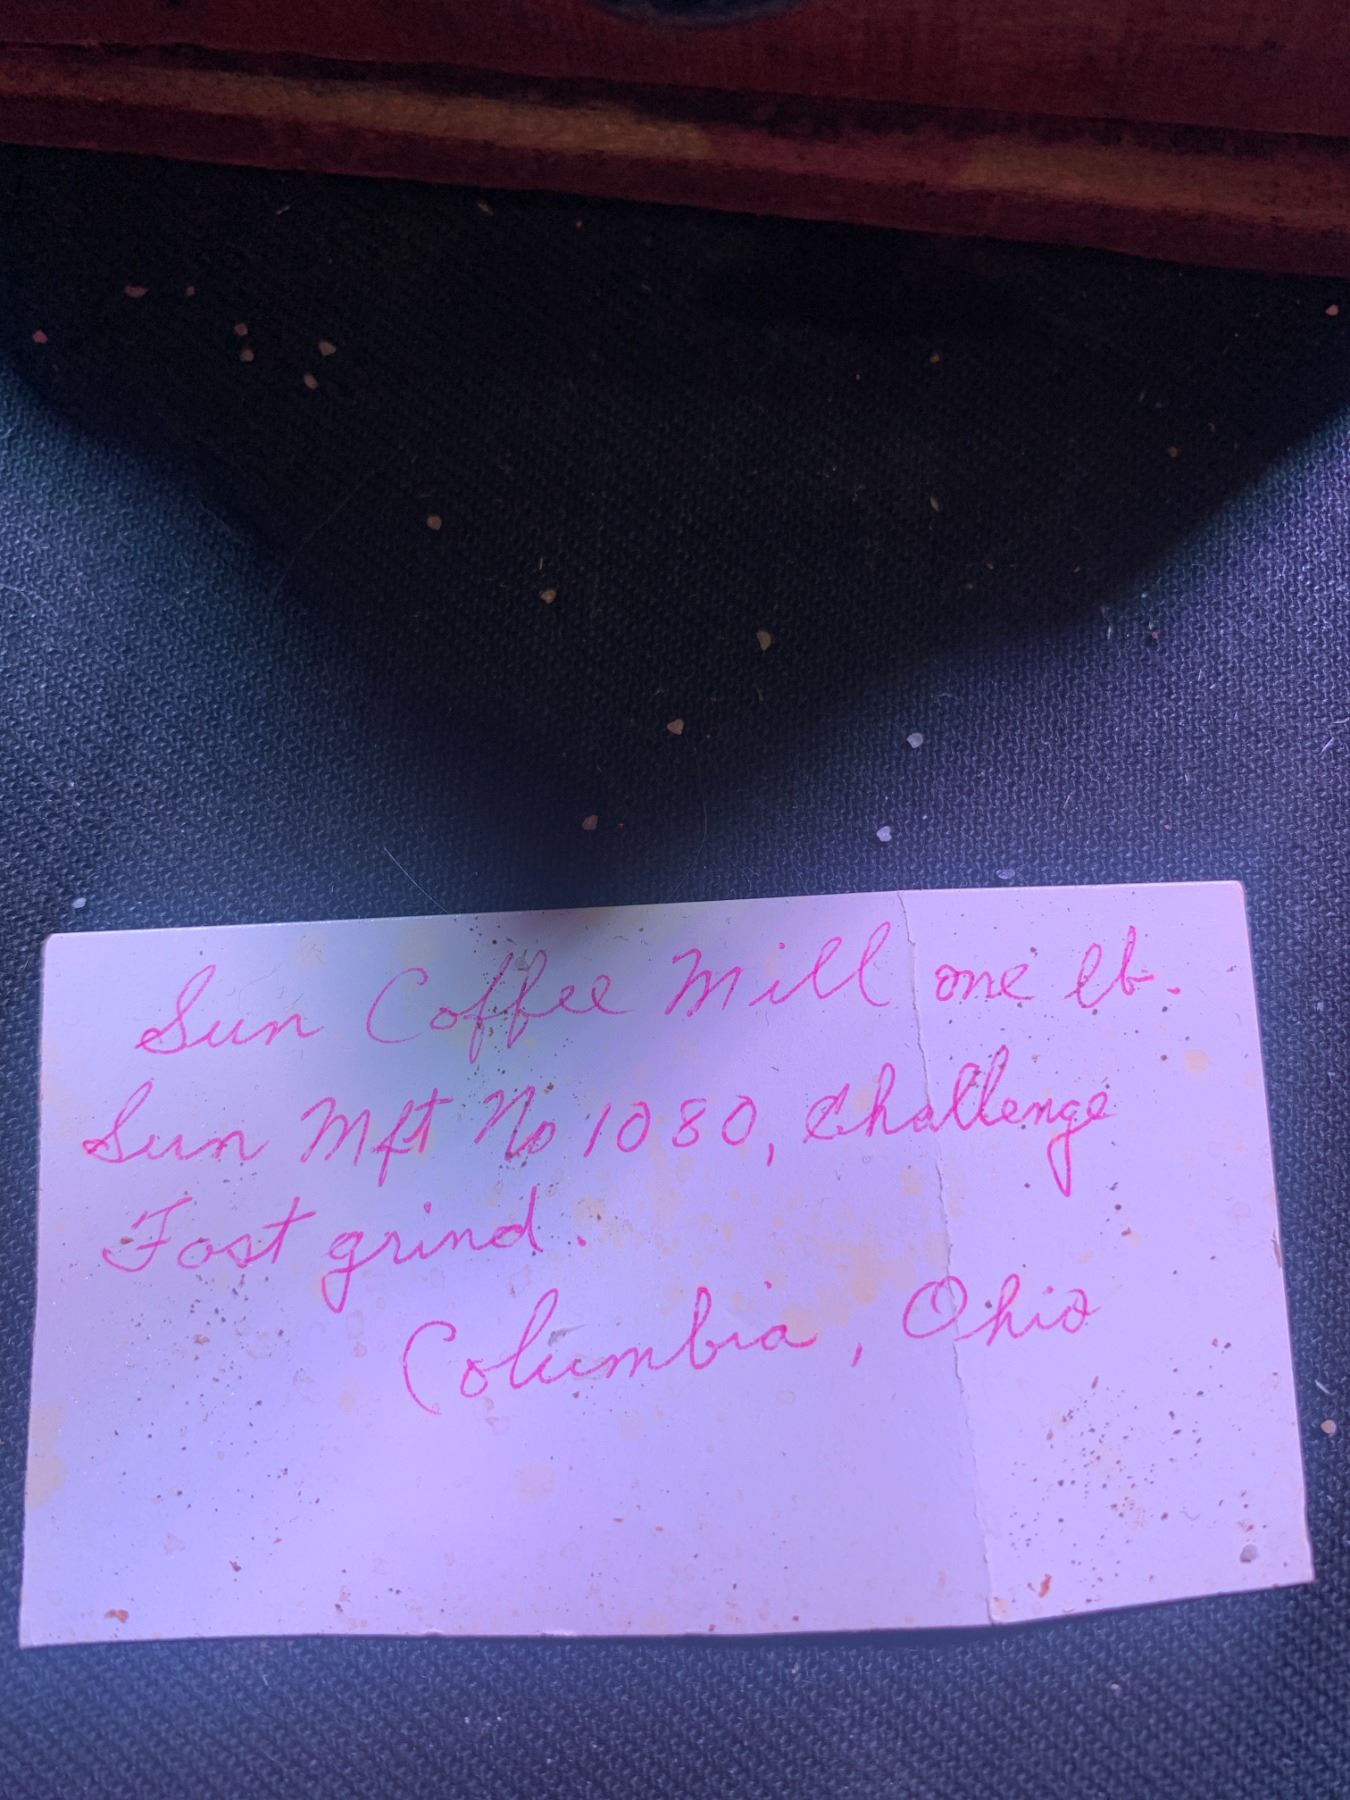 Sun Coffee Mill one lb.
Sun Mft No 1080, Challenge
Fast grind.
Columbia, Ohio